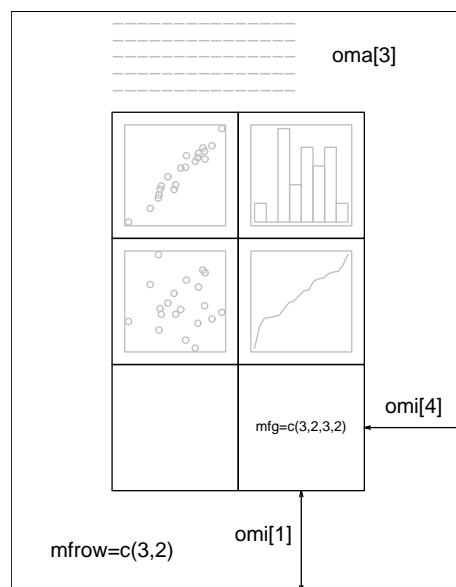 oma[3]
mfg=c(3,2,3,2)
omi[4]
omi[1]
mfrow=c(3,2)